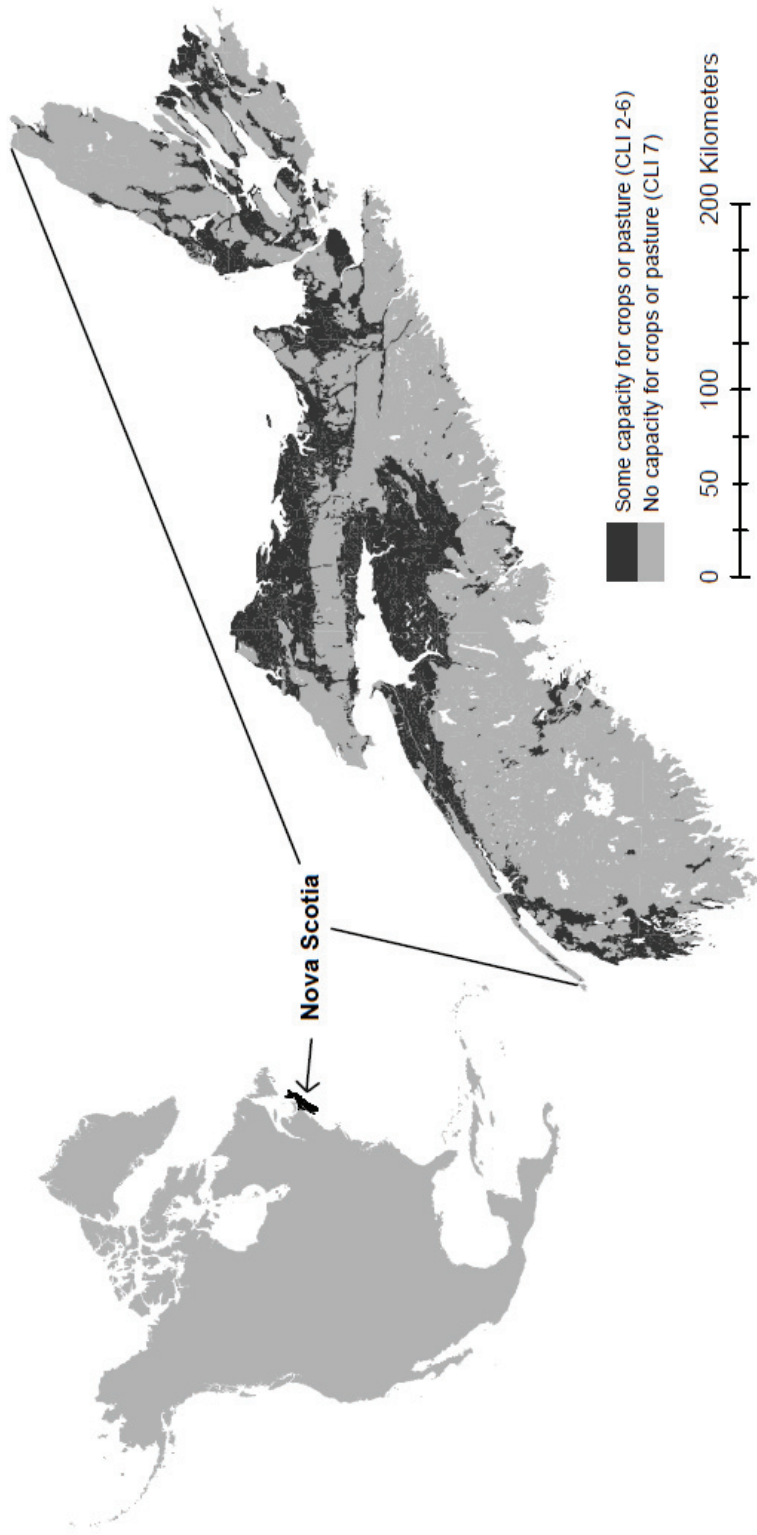 Nova Scotia
Some capacity for crops or pasture (CLI 2-6)
No capacity for crops or pasture (CLI 7)
0 50 100 200 Kilometers